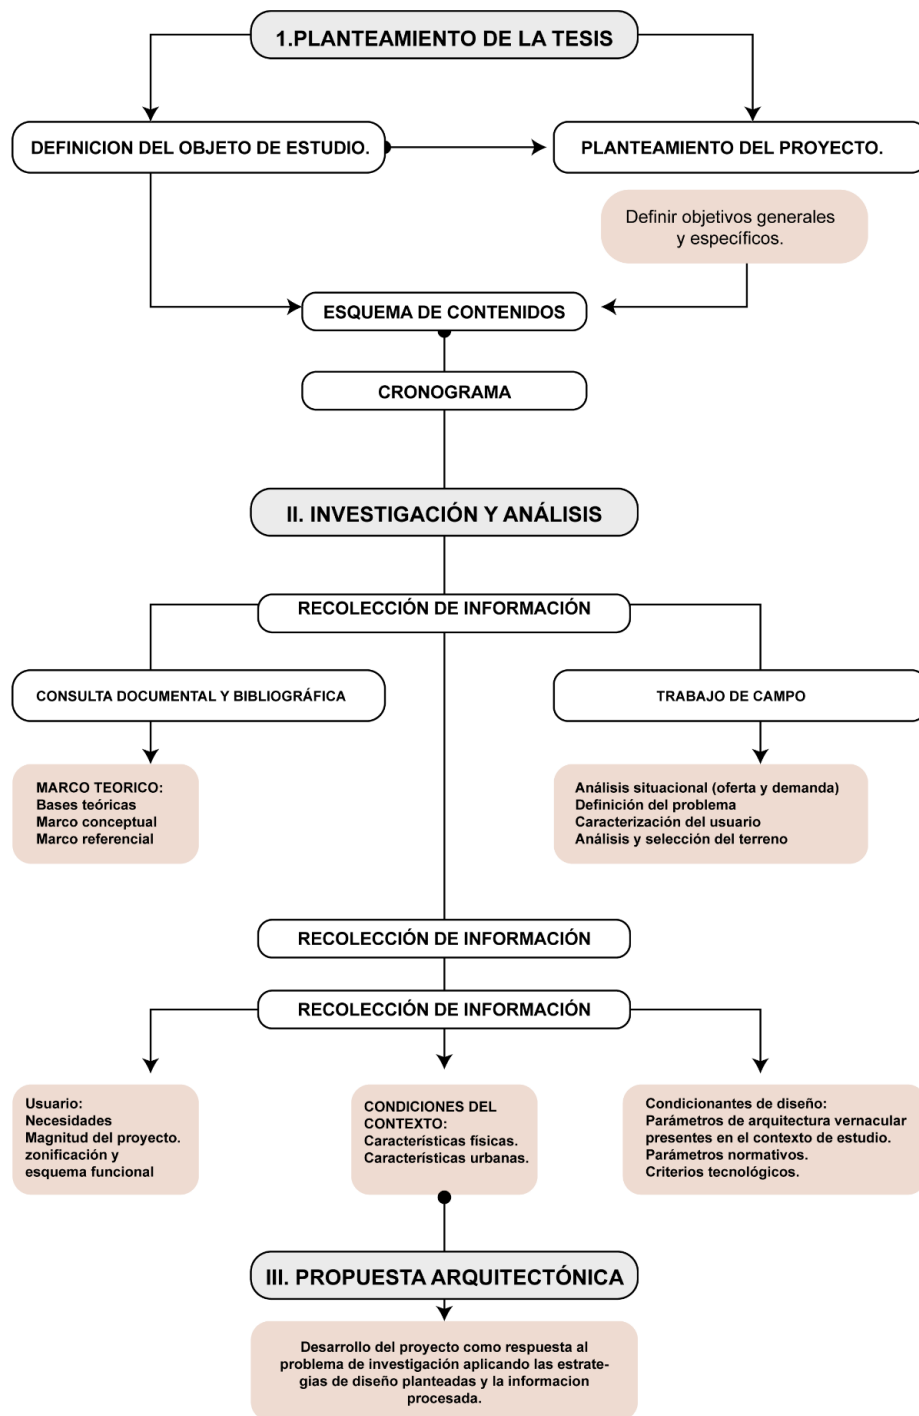 1.PLANTEAMIENTO DE LA TESIS
DEFINICION DEL OBJETO DE ESTUDIO.
PLANTEAMIENTO DEL PROYECTO.
Definir objetivos generales
y específicos.
ESQUEMA DE CONTENIDOS
CRONOGRAMA
II. INVESTIGACIÓN Y ANÁLISIS
RECOLECCIÓN DE INFORMACIÓN
CONSULTA DOCUMENTAL Y BIBLIOGRÁFICA
TRABAJO DE CAMPO
MARCO TEORICO:
Bases teóricas
Marco conceptual
Marco referencial
Análisis situacional (oferta y demanda)
Definición del problema
Caracterización del usuario
Análisis y selección del terreno
RECOLECCIÓN DE INFORMACIÓN
RECOLECCIÓN DE INFORMACIÓN
Usuario:
Necesidades
Magnitud del proyecto.
zonificación y
esquema funcional
CONDICIONES DEL
CONTEXTO:
Características físicas.
Características urbanas.
Condicionantes de diseño:
Parámetros de arquitectura vernacular
presentes en el contexto de estudio.
Parámetros normativos.
Criterios tecnológicos.
III. PROPUESTA ARQUITECTÓNICA
Desarrollo del proyecto como respuesta al
problema de investigación aplicando las estrate-
gias de diseño planteadas y la informacion
procesada.